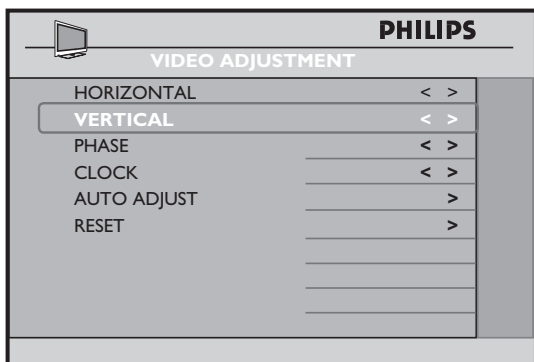 PHILIPS
VIDEO ADJUSTMENT
HORIZONTAL < >
VERTICAL < >
PHASE < >
CLOCK < >
AUTO ADJUST >
RESET >